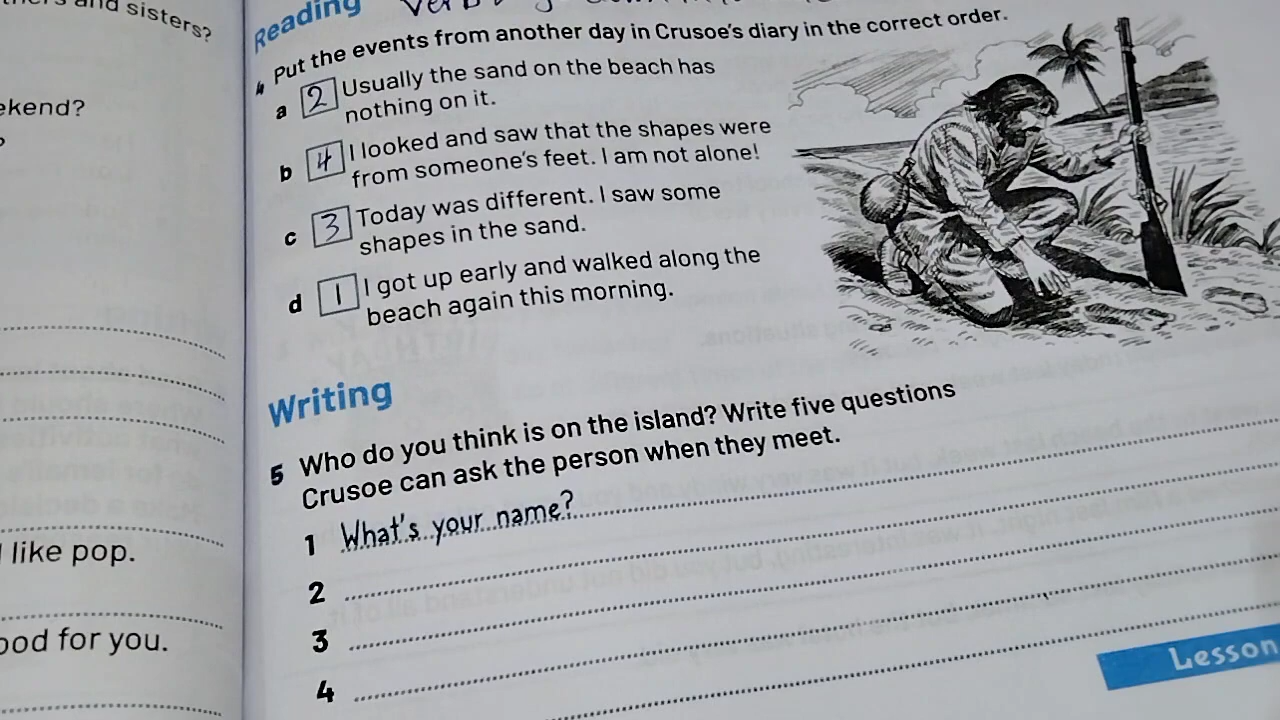 sisters?
Reading
4 Put the events from another day in Crusoe's diary in the correct order.
ekend?
a 2 Usually the sand on the beach has
nothing on it.
b 4 I looked and saw that the shapes were
from someone's feet. I am not alone!
c 3 Today was different. I saw some
shapes in the sand.
d 1 I got up early and walked along the
beach again this morning.
Writing
5 Who do you think is on the island? Write five questions
Crusoe can ask the person when they meet.
1 What's your name?
2
3
4
like pop.
ood for you.
Lesson